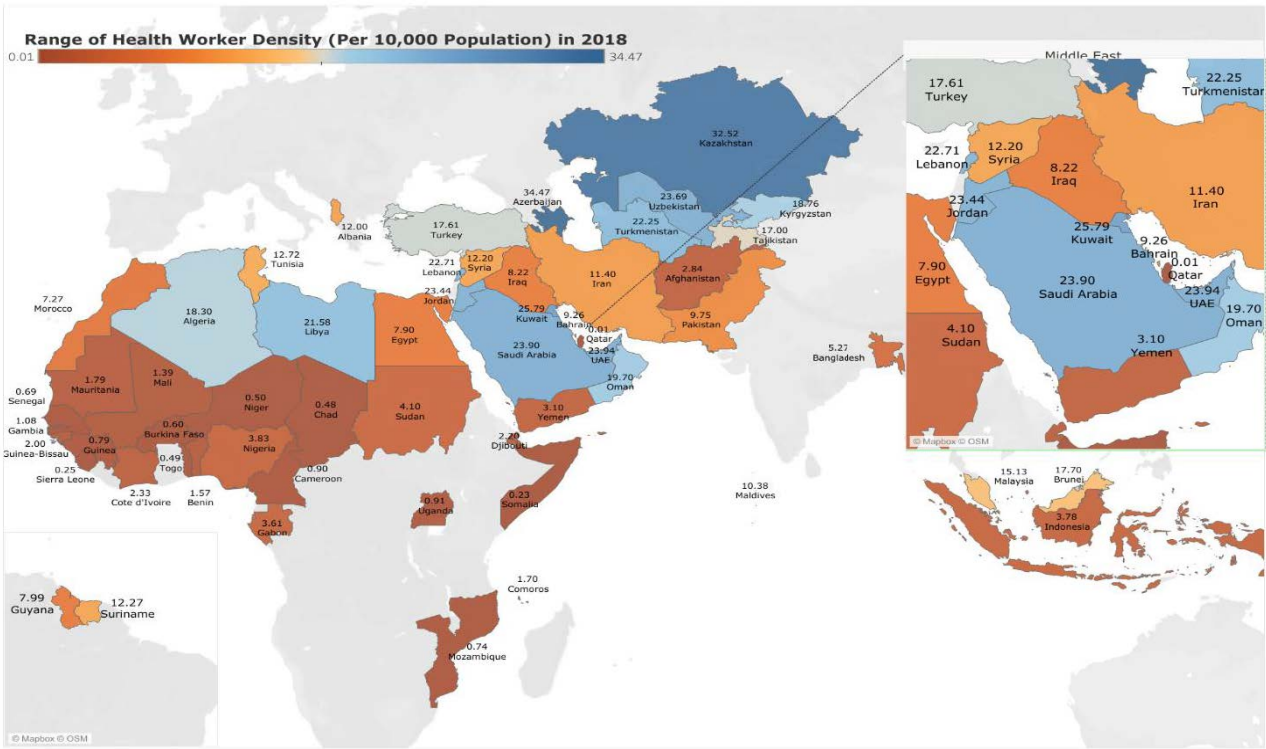 Range of Health Worker Density (Per 10,000 Population) in 2018
0.01
34.47
32.52
Kazakhstan
34.47
Azerbaijan
23.69
Uzbekistan
18.76
Kyrgyzstan
22.25
Turkmenistan
17.00
Tajikistan
12.00
Albania
17.61
Turkey
12.72
Tunisia
22.71
Lebanon
12.20
Syria
8.22
Iraq
11.40
Iran
2.84
Afghanistan
7.27
Morocco
18.30
Algeria
21.58
Libya
7.90
Egypt
23.44
Jordan
25.79
Kuwait
9.26
Bahrain
0.01
Qatar
9.75
Pakistan
23.90
Saudi Arabia
23.94
UAE
19.70
Oman
5.27
Bangladesh
0.69
Senegal
1.79
Mauritania
1.39
Mali
0.50
Niger
0.48
Chad
4.10
Sudan
3.10
Yemen
1.08
Gambia
2.00
Guinea-Bissau
0.79
Guinea
0.60
Burkina Faso
3.83
Nigeria
2.20
Djibouti
0.25
Sierra Leone
0.49
Togo
2.33
Cote d'Ivoire
1.57
Benin
0.90
Cameroon
0.91
Uganda
0.23
Somalia
10.38
Maldives
15.13
Malaysia
17.70
Brunei
3.78
Indonesia
3.61
Gabon
1.70
Comoros
0.74
Mozambique
7.99
Guyana
12.27
Suriname
© Mapbox © OSM
Middle East
17.61
Turkey
22.25
Turkmenistan
22.71
Lebanon
12.20
Syria
8.22
Iraq
11.40
Iran
23.44
Jordan
25.79
Kuwait
9.26
Bahrain
0.01
Qatar
7.90
Egypt
23.90
Saudi Arabia
23.94
UAE
19.70
Oman
4.10
Sudan
3.10
Yemen
© Mapbox © OSM